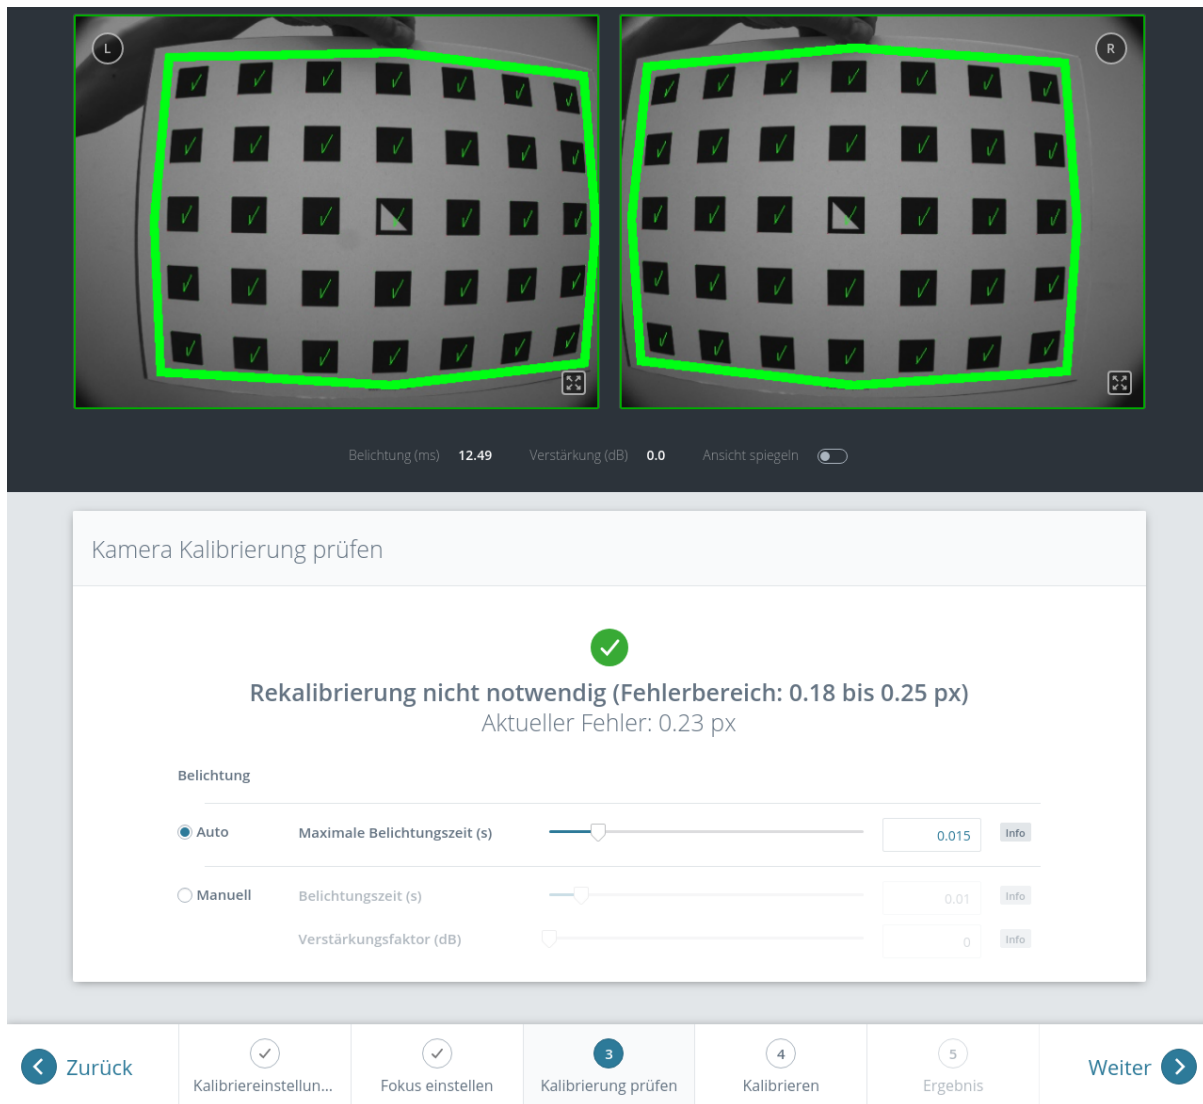 L
R
Belichtung (ms) 12.49 Verstärkung (dB) 0.0 Ansicht spiegeln
Kamera Kalibrierung prüfen
Rekalibrierung nicht notwendig (Fehlerbereich: 0.18 bis 0.25 px)
Aktueller Fehler: 0.23 px
Belichtung
Auto Maximale Belichtungszeit (s) 0.015 Info
Manuell Belichtungszeit (s) 0.01 Info
Verstärkungsfaktor (dB) 0 Info
Zurück
Kalibriereinstellun...
Fokus einstellen
3
Kalibrierung prüfen
4
Kalibrieren
5
Ergebnis
Weiter